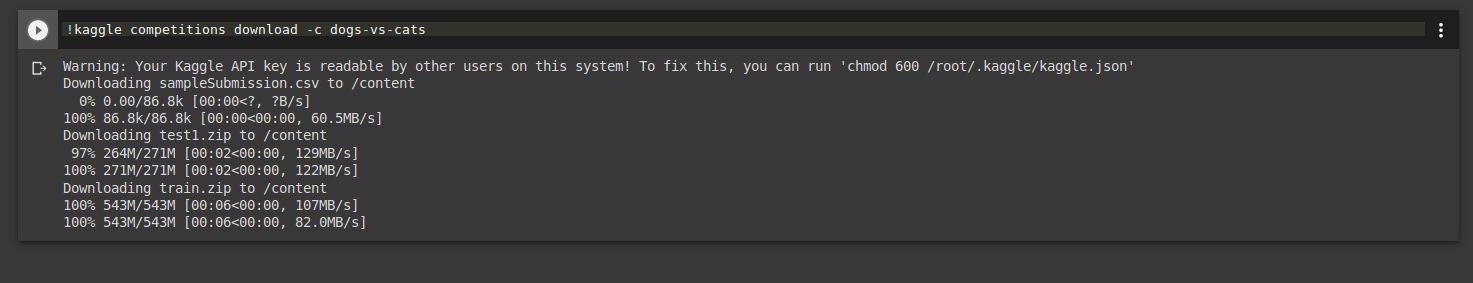 !kaggle competitions download -c dogs-vs-cats
Warning: Your Kaggle API key is readable by other users on this system! To fix this, you can run 'chmod 600 /root/.kaggle/kaggle.json'
Downloading sampleSubmission.csv to /content
  0% 0.00/86.8k [00:00<?, ?B/s]
100% 86.8k/86.8k [00:00<00:00, 60.5MB/s]
Downloading test1.zip to /content
 97% 264M/271M [00:02<00:00, 129MB/s]
100% 271M/271M [00:02<00:00, 122MB/s]
Downloading train.zip to /content
100% 543M/543M [00:06<00:00, 107MB/s]
100% 543M/543M [00:06<00:00, 82.0MB/s]